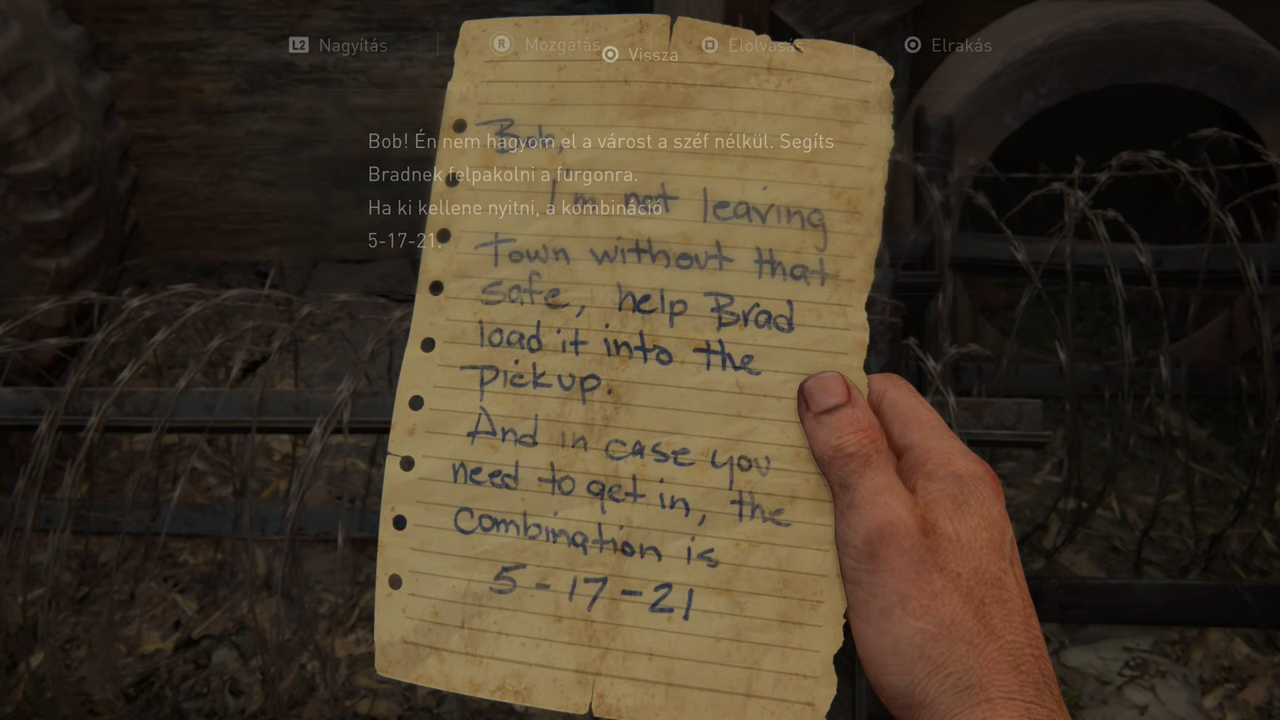 L2 Nagyítás
R Mozgatás
Vissza
Elolvasás
Elrakás
Bob! Én nem hagyom el a várost a széf nélkül. Segíts
Bradnek felpakolni a furgonra.
Ha ki kellene nyitni, a kombináció
5-17-21.
Bob,
I'm not leaving
Town without that
safe, help Brad
load it into the
pickup.
And in case you
need to get in, the
combination is
5-17-21